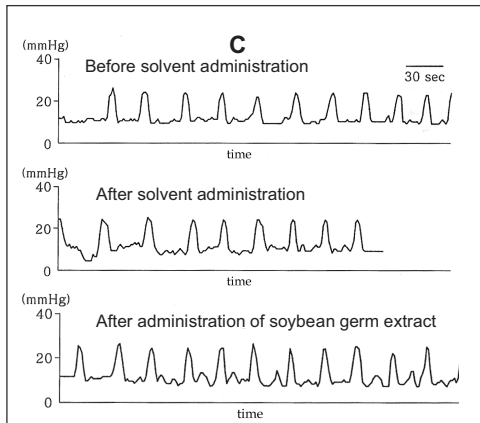 C
(mmHg)
Before solvent administration
30 sec
40
20
0
time
(mmHg)
After solvent administration
40
20
0
time
(mmHg)
After administration of soybean germ extract
40
20
0
time